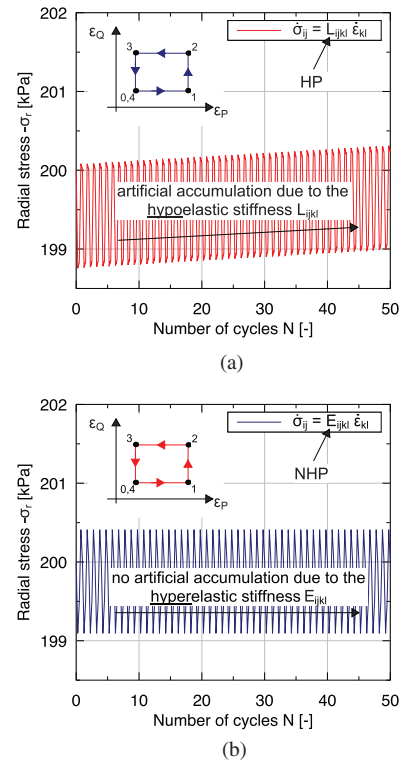 202
201
200
199
Radial stress -σr [kPa]
εQ
3
2
0,4
1
εP
σ̇ij = Lijkl ε̇kl
HP
artificial accumulation due to the
hypoelastic stiffness Lijkl
0
10
20
30
40
50
Number of cycles N [-]
(a)
202
201
200
199
Radial stress -σr [kPa]
εQ
3
2
0,4
1
εP
σ̇ij = Eijkl ε̇kl
NHP
no artificial accumulation due to the
hyperelastic stiffness Eijkl
0
10
20
30
40
50
Number of cycles N [-]
(b)